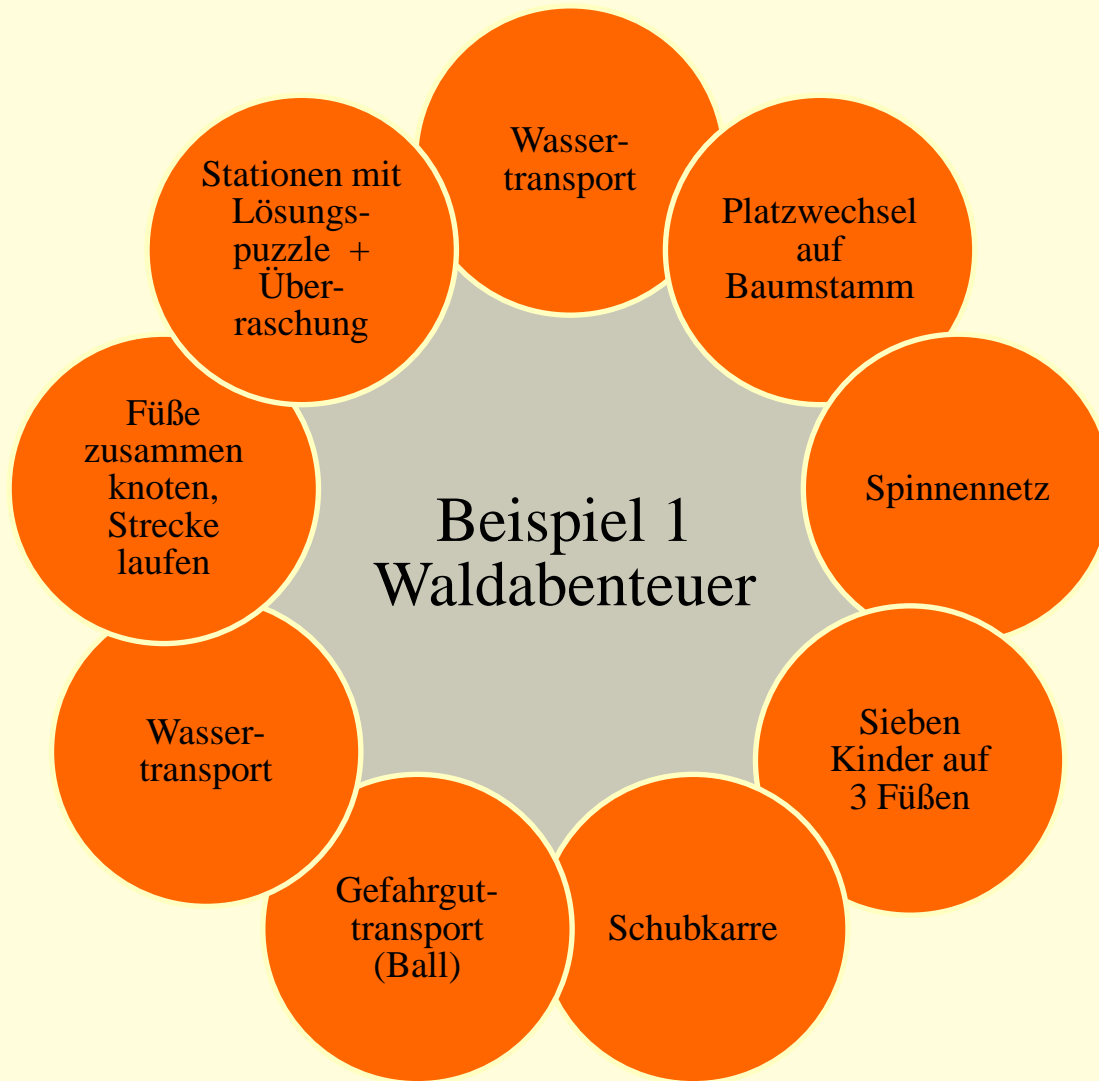 Wasser-
transport
Platzwechsel
auf
Baumstamm
Spinnennetz
Sieben
Kinder auf
3 Füßen
Schubkarre
Gefahrgut-
transport
(Ball)
Wasser-
transport
Füße
zusammen
knoten,
Strecke
laufen
Stationen mit
Lösungs-
puzzle +
Über-
raschung
Beispiel 1
Waldabenteuer